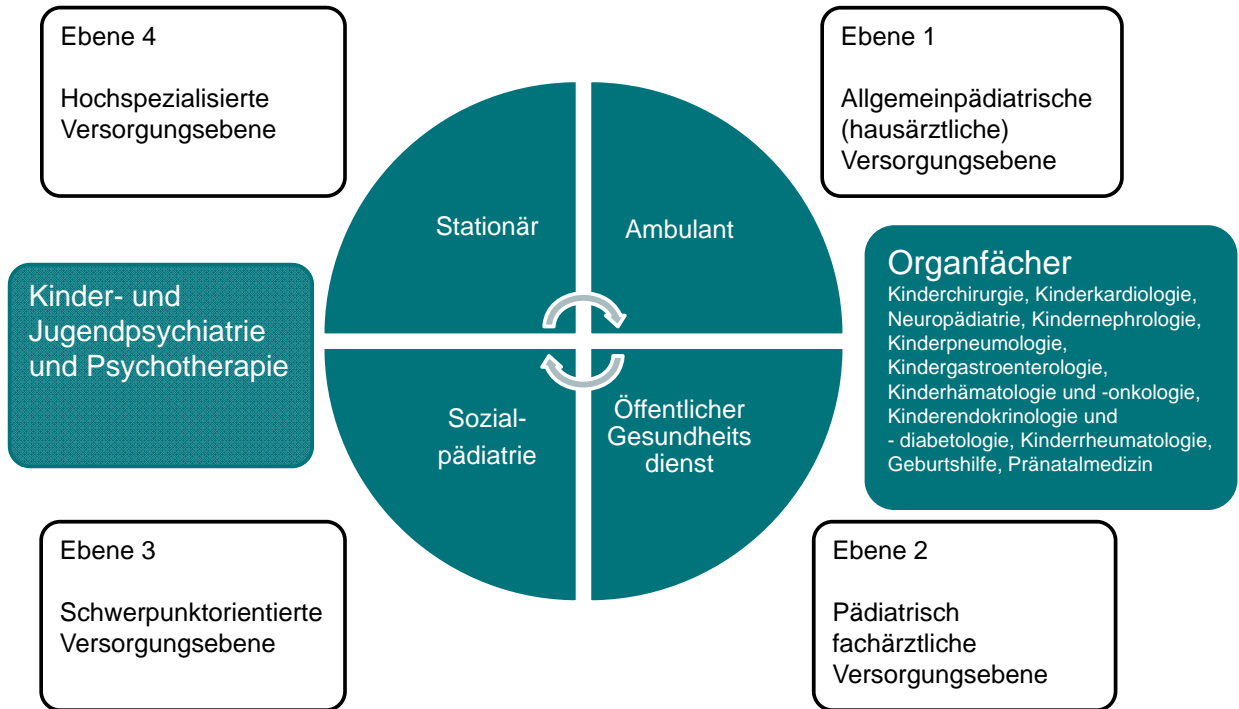 Ebene 4
Hochspezialisierte
Versorgungsebene
Ebene 1
Allgemeinpädiatrische
(hausärztliche)
Versorgungsebene
Stationär
Ambulant
Kinder- und
Jugendpsychiatrie
und Psychotherapie
Organfächer
Kinderchirurgie, Kinderkardiologie,
Neuropädiatrie, Kindernephrologie,
Kinderpneumologie,
Kindergastroenterologie,
Kinderhämatologie und -onkologie,
Kinderendokrinologie und
- diabetologie, Kinderrheumatologie,
Geburtshilfe, Pränatalmedizin
Sozial-
pädiatrie
Öffentlicher
Gesundheits
dienst
Ebene 3
Schwerpunktorientierte
Versorgungsebene
Ebene 2
Pädiatrisch
fachärztliche
Versorgungsebene